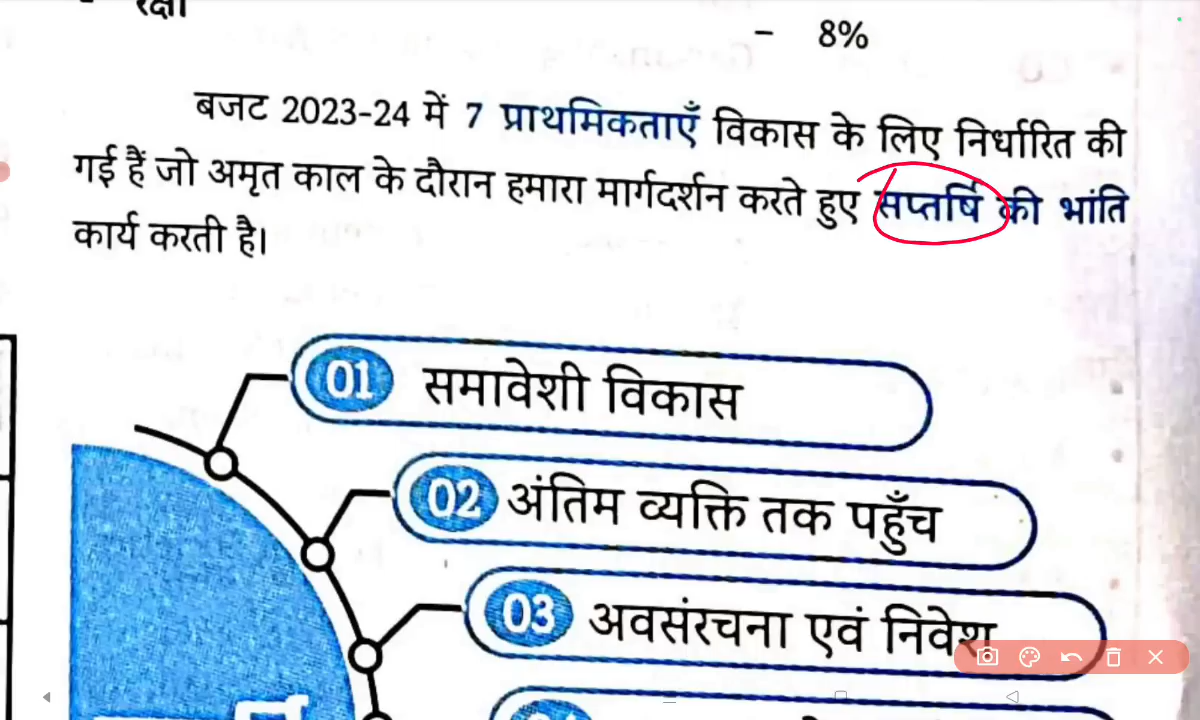 रक्षा
- 8%
बजट 2023-24 में 7 प्राथमिकताएँ विकास के लिए निर्धारित की
गई हैं जो अमृत काल के दौरान हमारा मार्गदर्शन करते हुए सप्तर्षि की भांति
कार्य करती है।
01 समावेशी विकास
02 अंतिम व्यक्ति तक पहुँच
03 अवसंरचना एवं निवेश